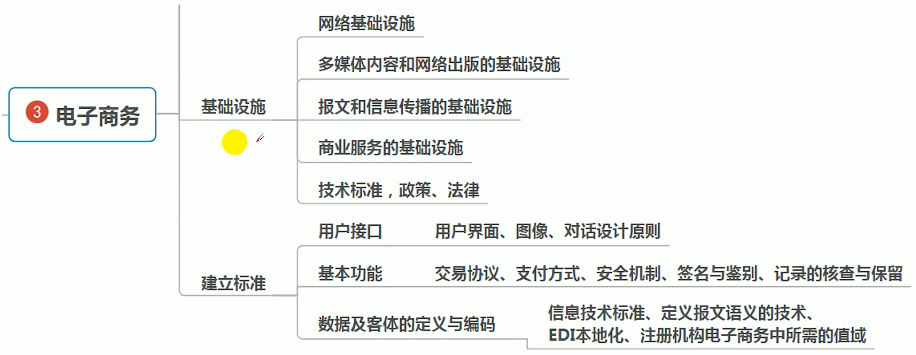 3 电子商务
基础设施
网络基础设施
多媒体内容和网络出版的基础设施
报文和信息传播的基础设施
商业服务的基础设施
技术标准，政策、法律
建立标准
用户接口 用户界面、图像、对话设计原则
基本功能 交易协议、支付方式、安全机制、签名与鉴别、记录的核查与保留
数据及客体的定义与编码
信息技术标准、定义报文语义的技术、
EDI本地化、注册机构电子商务中所需的值域